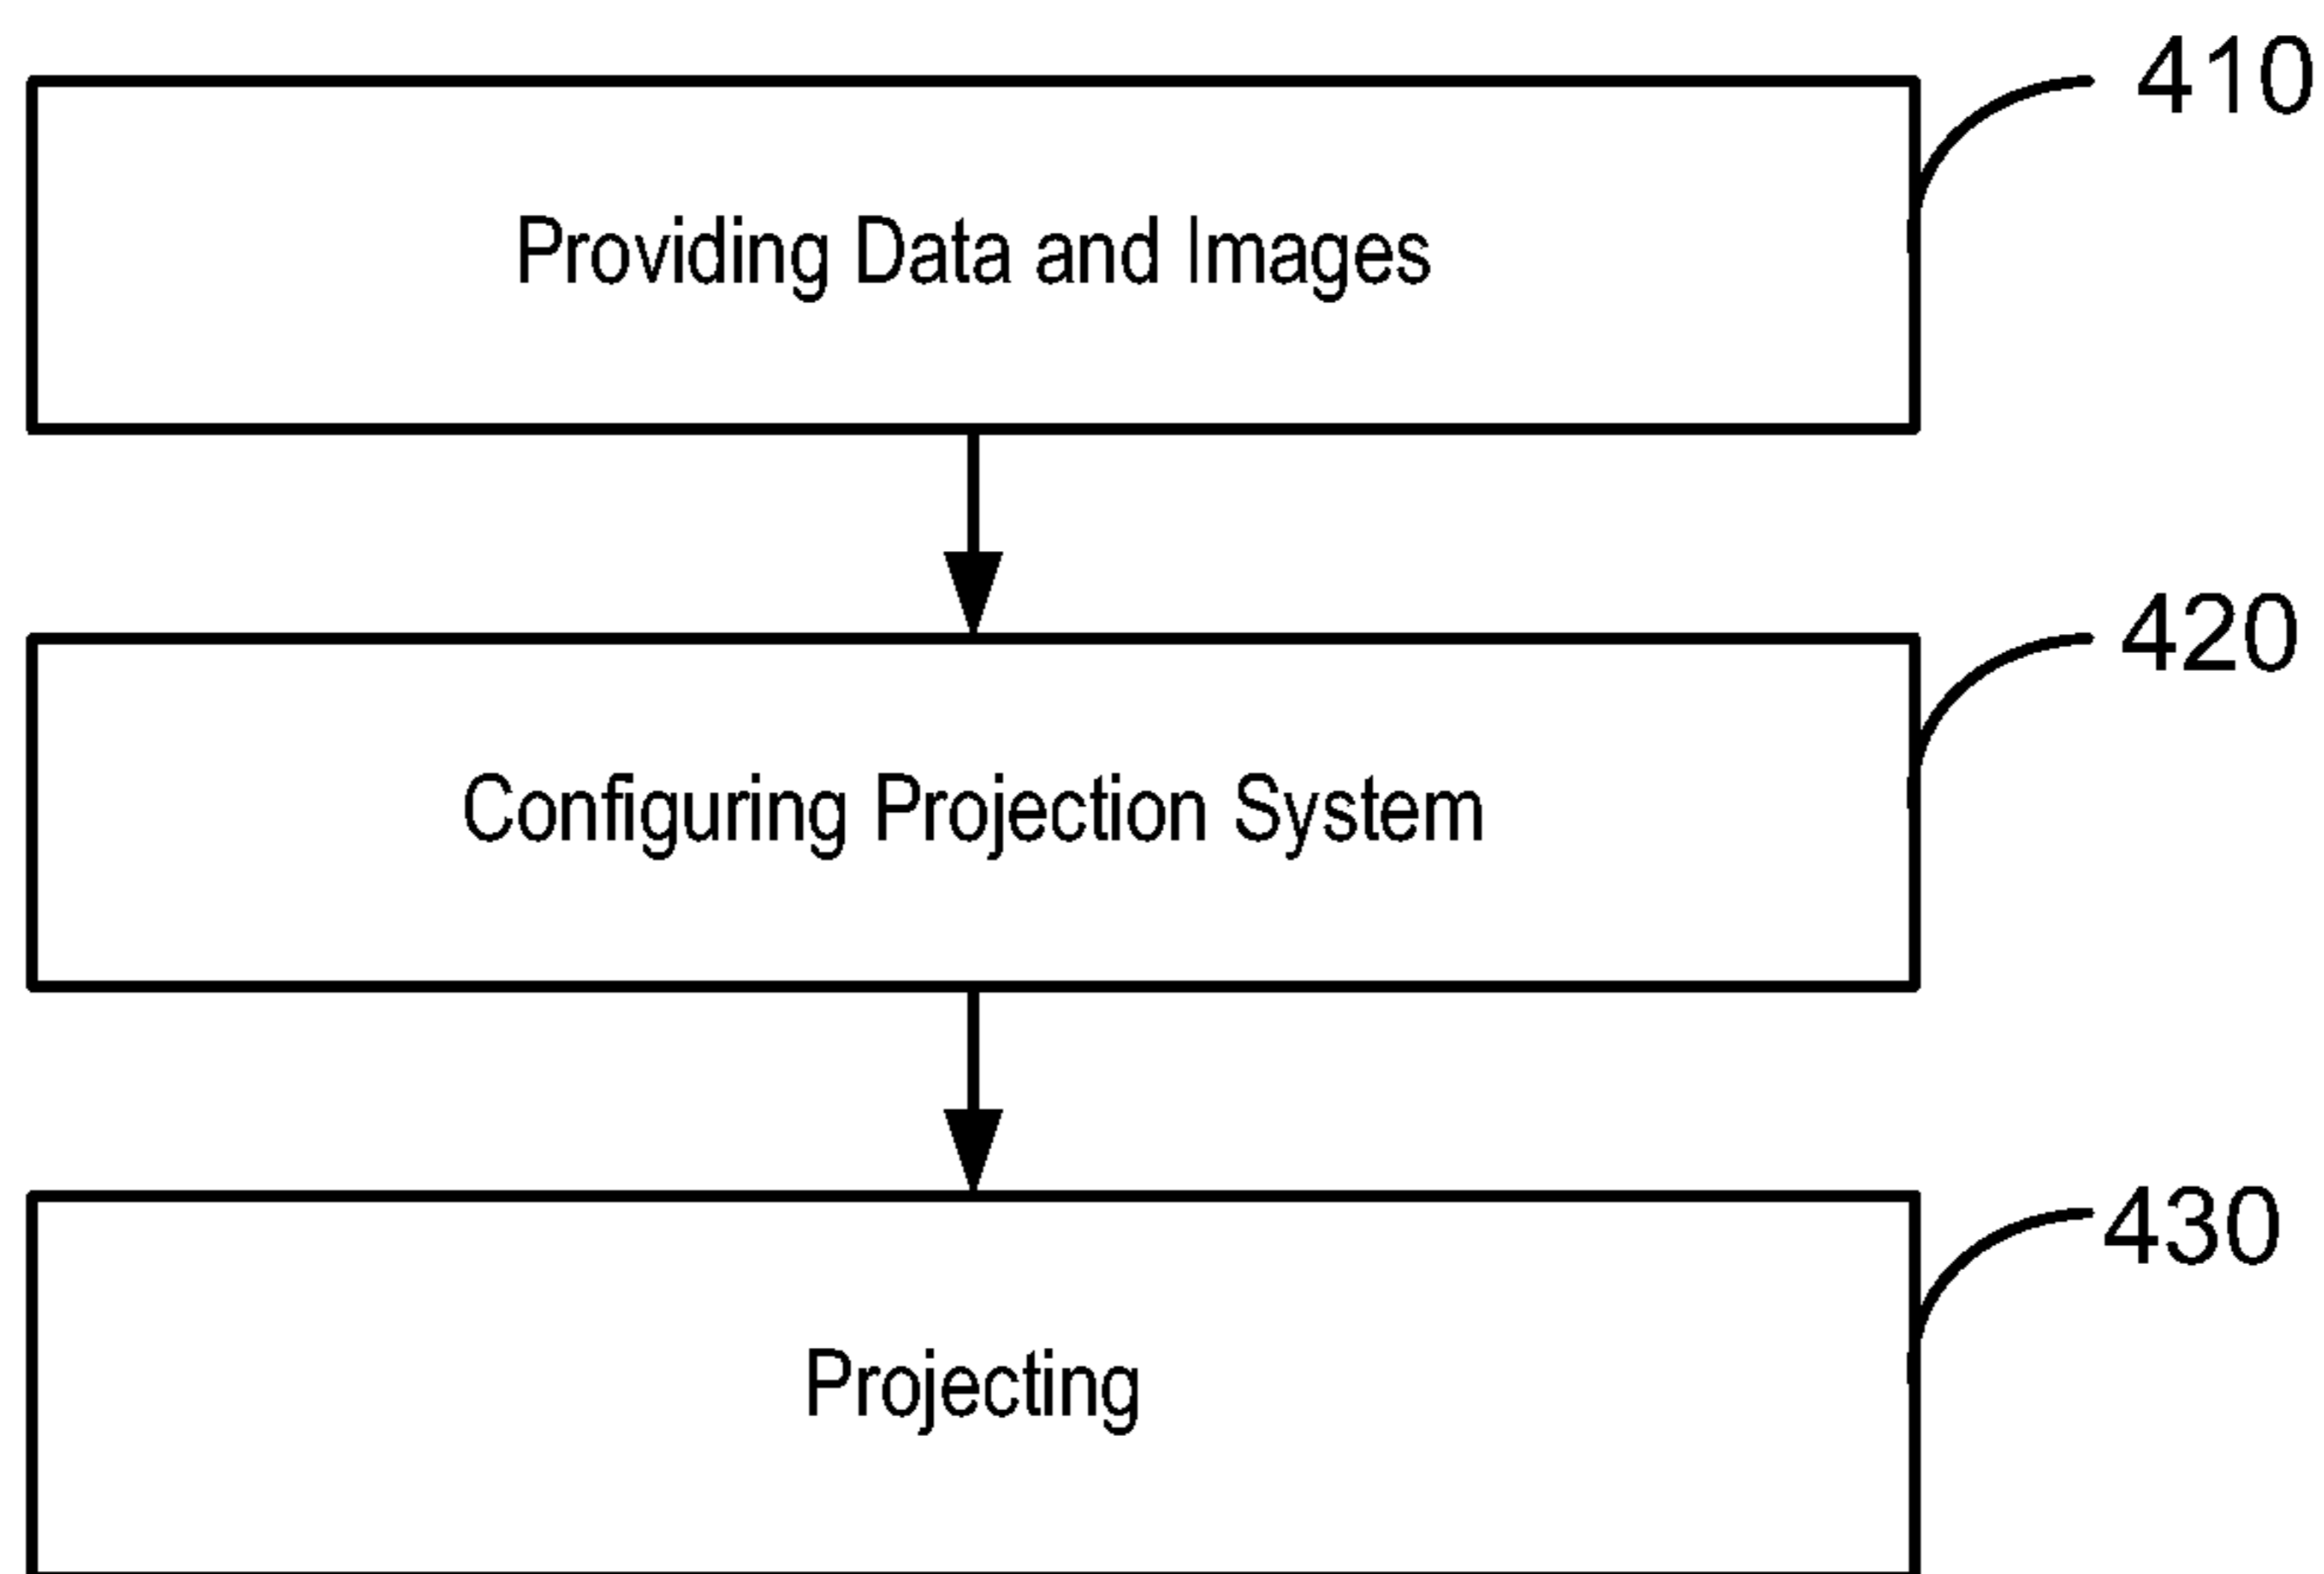 410
Providing Data and Images
420
Configuring Projection System
430
Projecting